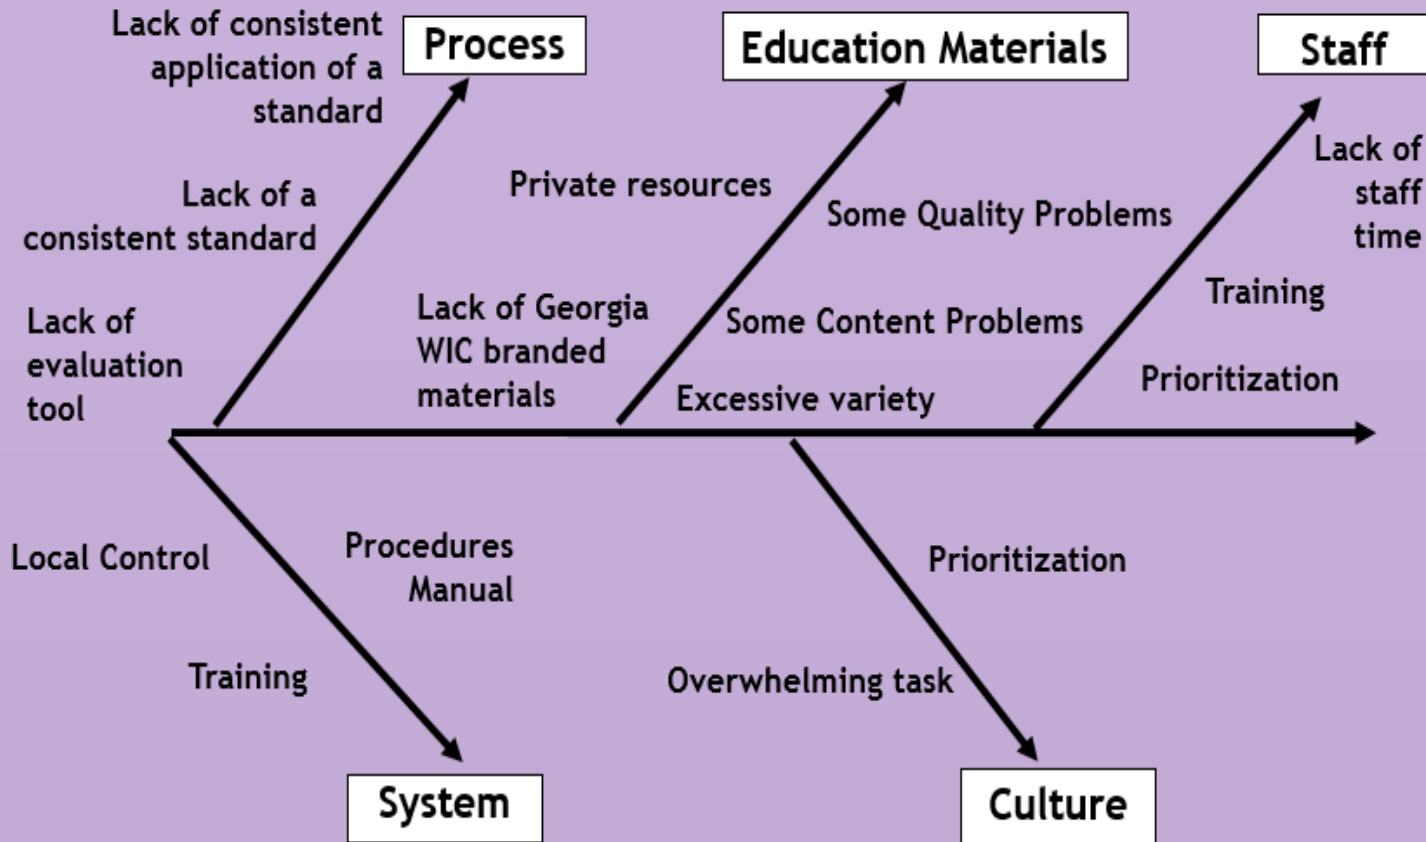 Process
Lack of consistent
application of a
standard
Lack of a
consistent standard
Lack of
evaluation
tool
Education Materials
Private resources
Lack of Georgia
WIC branded
materials
Some Quality Problems
Some Content Problems
Excessive variety
Staff
Lack of
staff
time
Training
Prioritization
Local Control
Procedures
Manual
Training
System
Prioritization
Overwhelming task
Culture